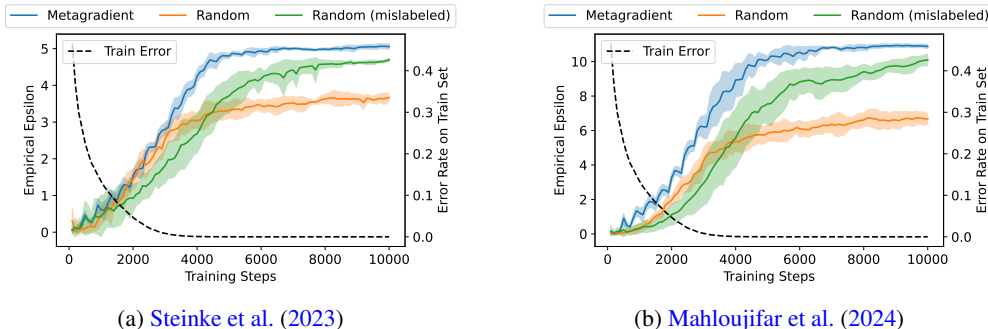 Metagradient Random Random (mislabeled)
Train Error
Empirical Epsilon
5
4
3
2
1
0
0.4
0.3
0.2
0.1
0.0
Error Rate on Train Set
0 2000 4000 6000 8000 10000
Training Steps
(a) Steinke et al. (2023)
Metagradient Random Random (mislabeled)
Train Error
Empirical Epsilon
10
8
6
4
2
0
0.4
0.3
0.2
0.1
0.0
Error Rate on Train Set
0 2000 4000 6000 8000 10000
Training Steps
(b) Mahloujifar et al. (2024)